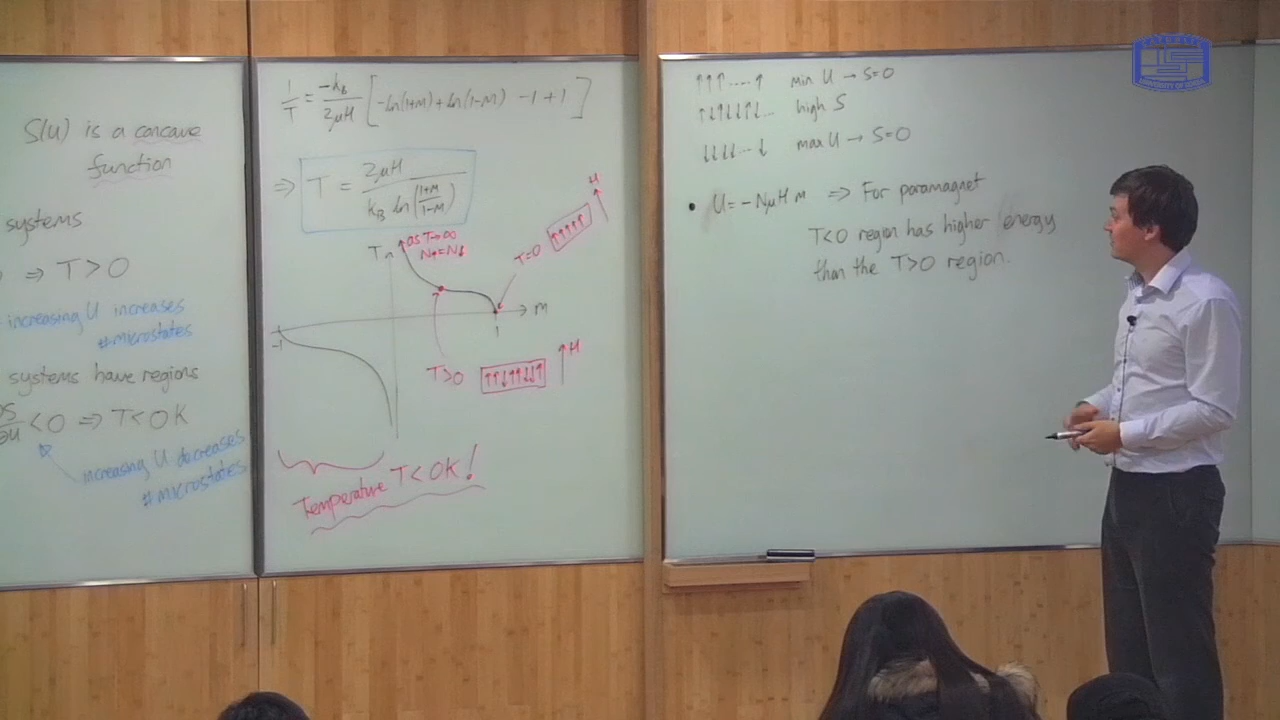 S(U) is a concave
function
systems
⇒ T > 0
increasing U increases
#microstates
systems have regions
∂S/∂U < 0 ⇒ T < 0 K
increasing U decreases
#microstates
1/T = -k_B/2μH [-ln(1+m)+ln(1-m) -1+1]
⇒ T = 2μH / k_B ln(1+m/1-m)
T
as T→∞
N↑=N↓
T=0
↑↑↑↑↑
H
m
-1
1
T>0
↑↑↓↑↑↓↓↑
H
Temperature T < 0K!
↑↑↑....↑ min U → S=0
↑↓↓↑↓.. high S
↓↓↓↓..↓ max U → S=0
• U = -NμHm ⇒ For paramagnet
T<0 region has higher energy
than the T>0 region.